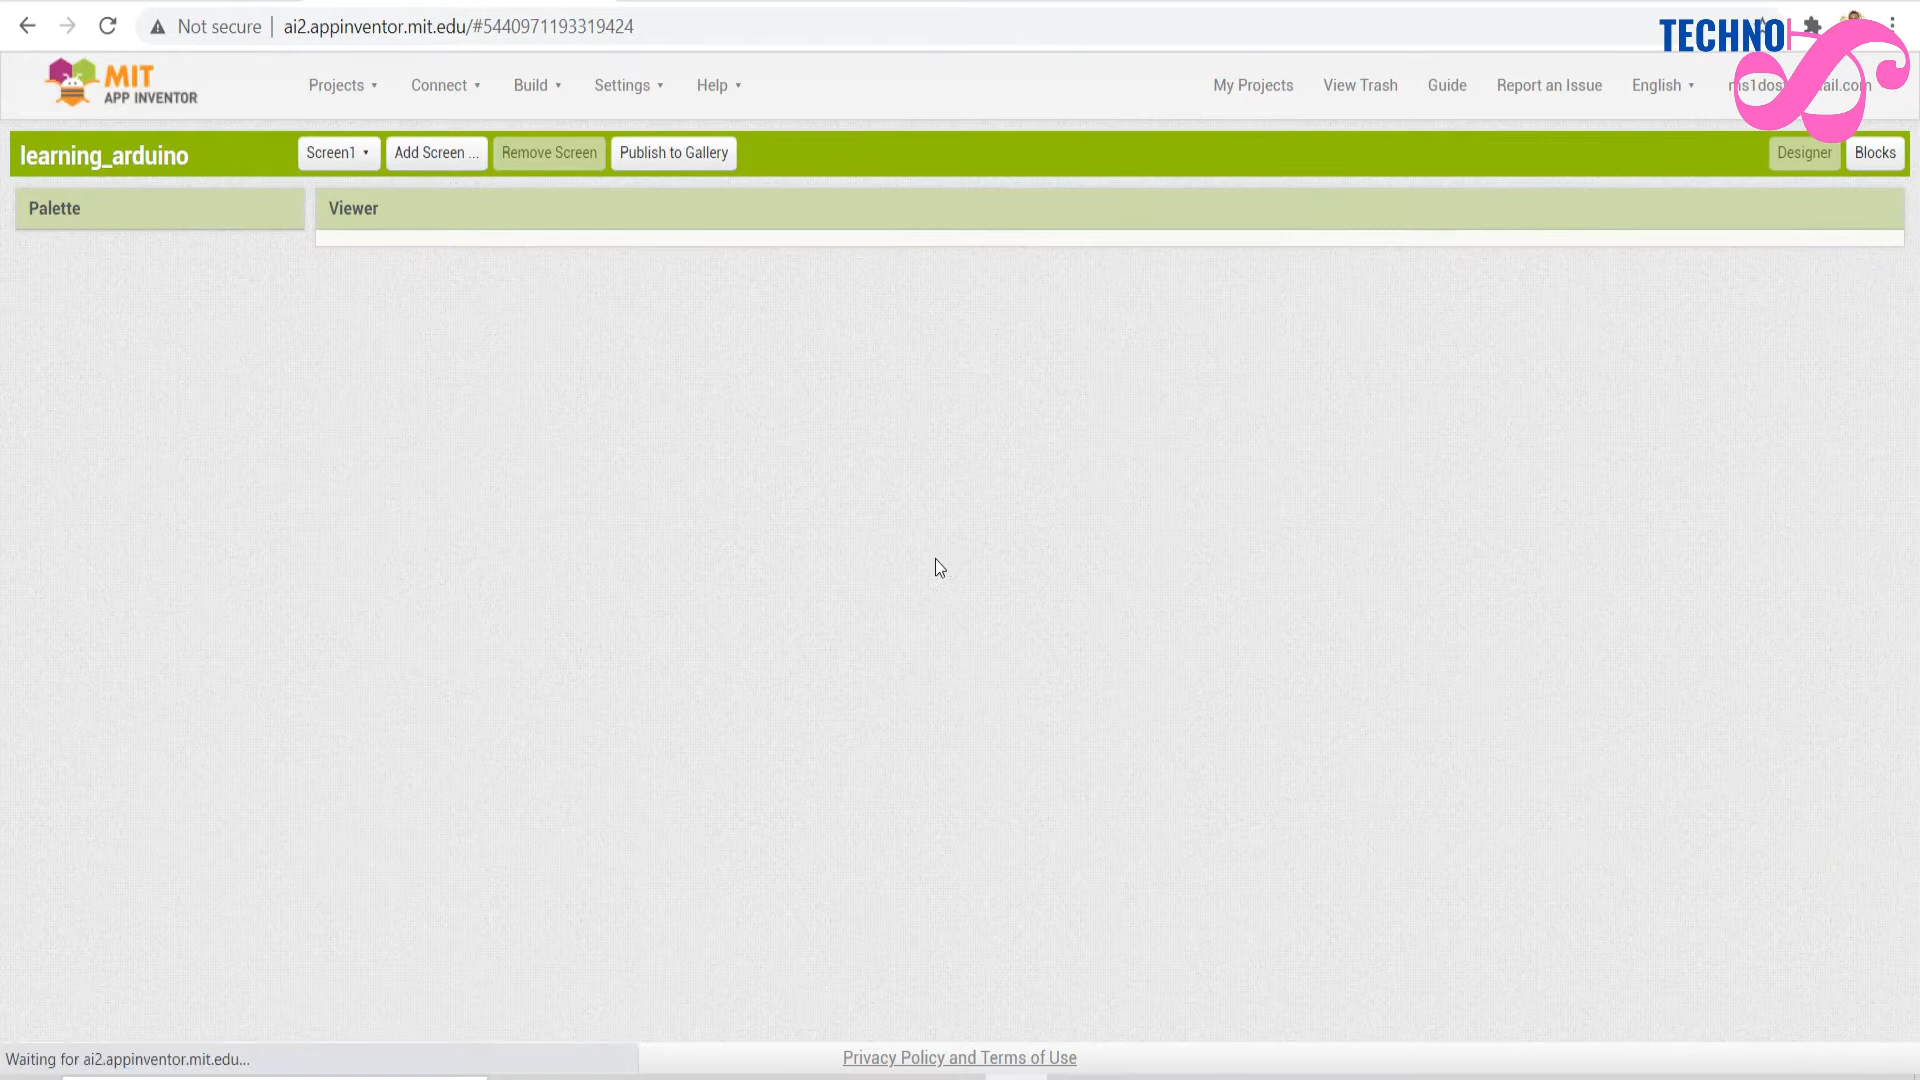 Not secure
ai2.appinventor.mit.edu/#5440971193319424
TECHNO
MIT
APP INVENTOR
Projects
Connect
Build
Settings
Help
My Projects
View Trash
Guide
Report an Issue
English
learning_arduino
Screen1
Add Screen ...
Remove Screen
Publish to Gallery
Designer
Blocks
Palette
Viewer
Waiting for ai2.appinventor.mit.edu...
Privacy Policy and Terms of Use